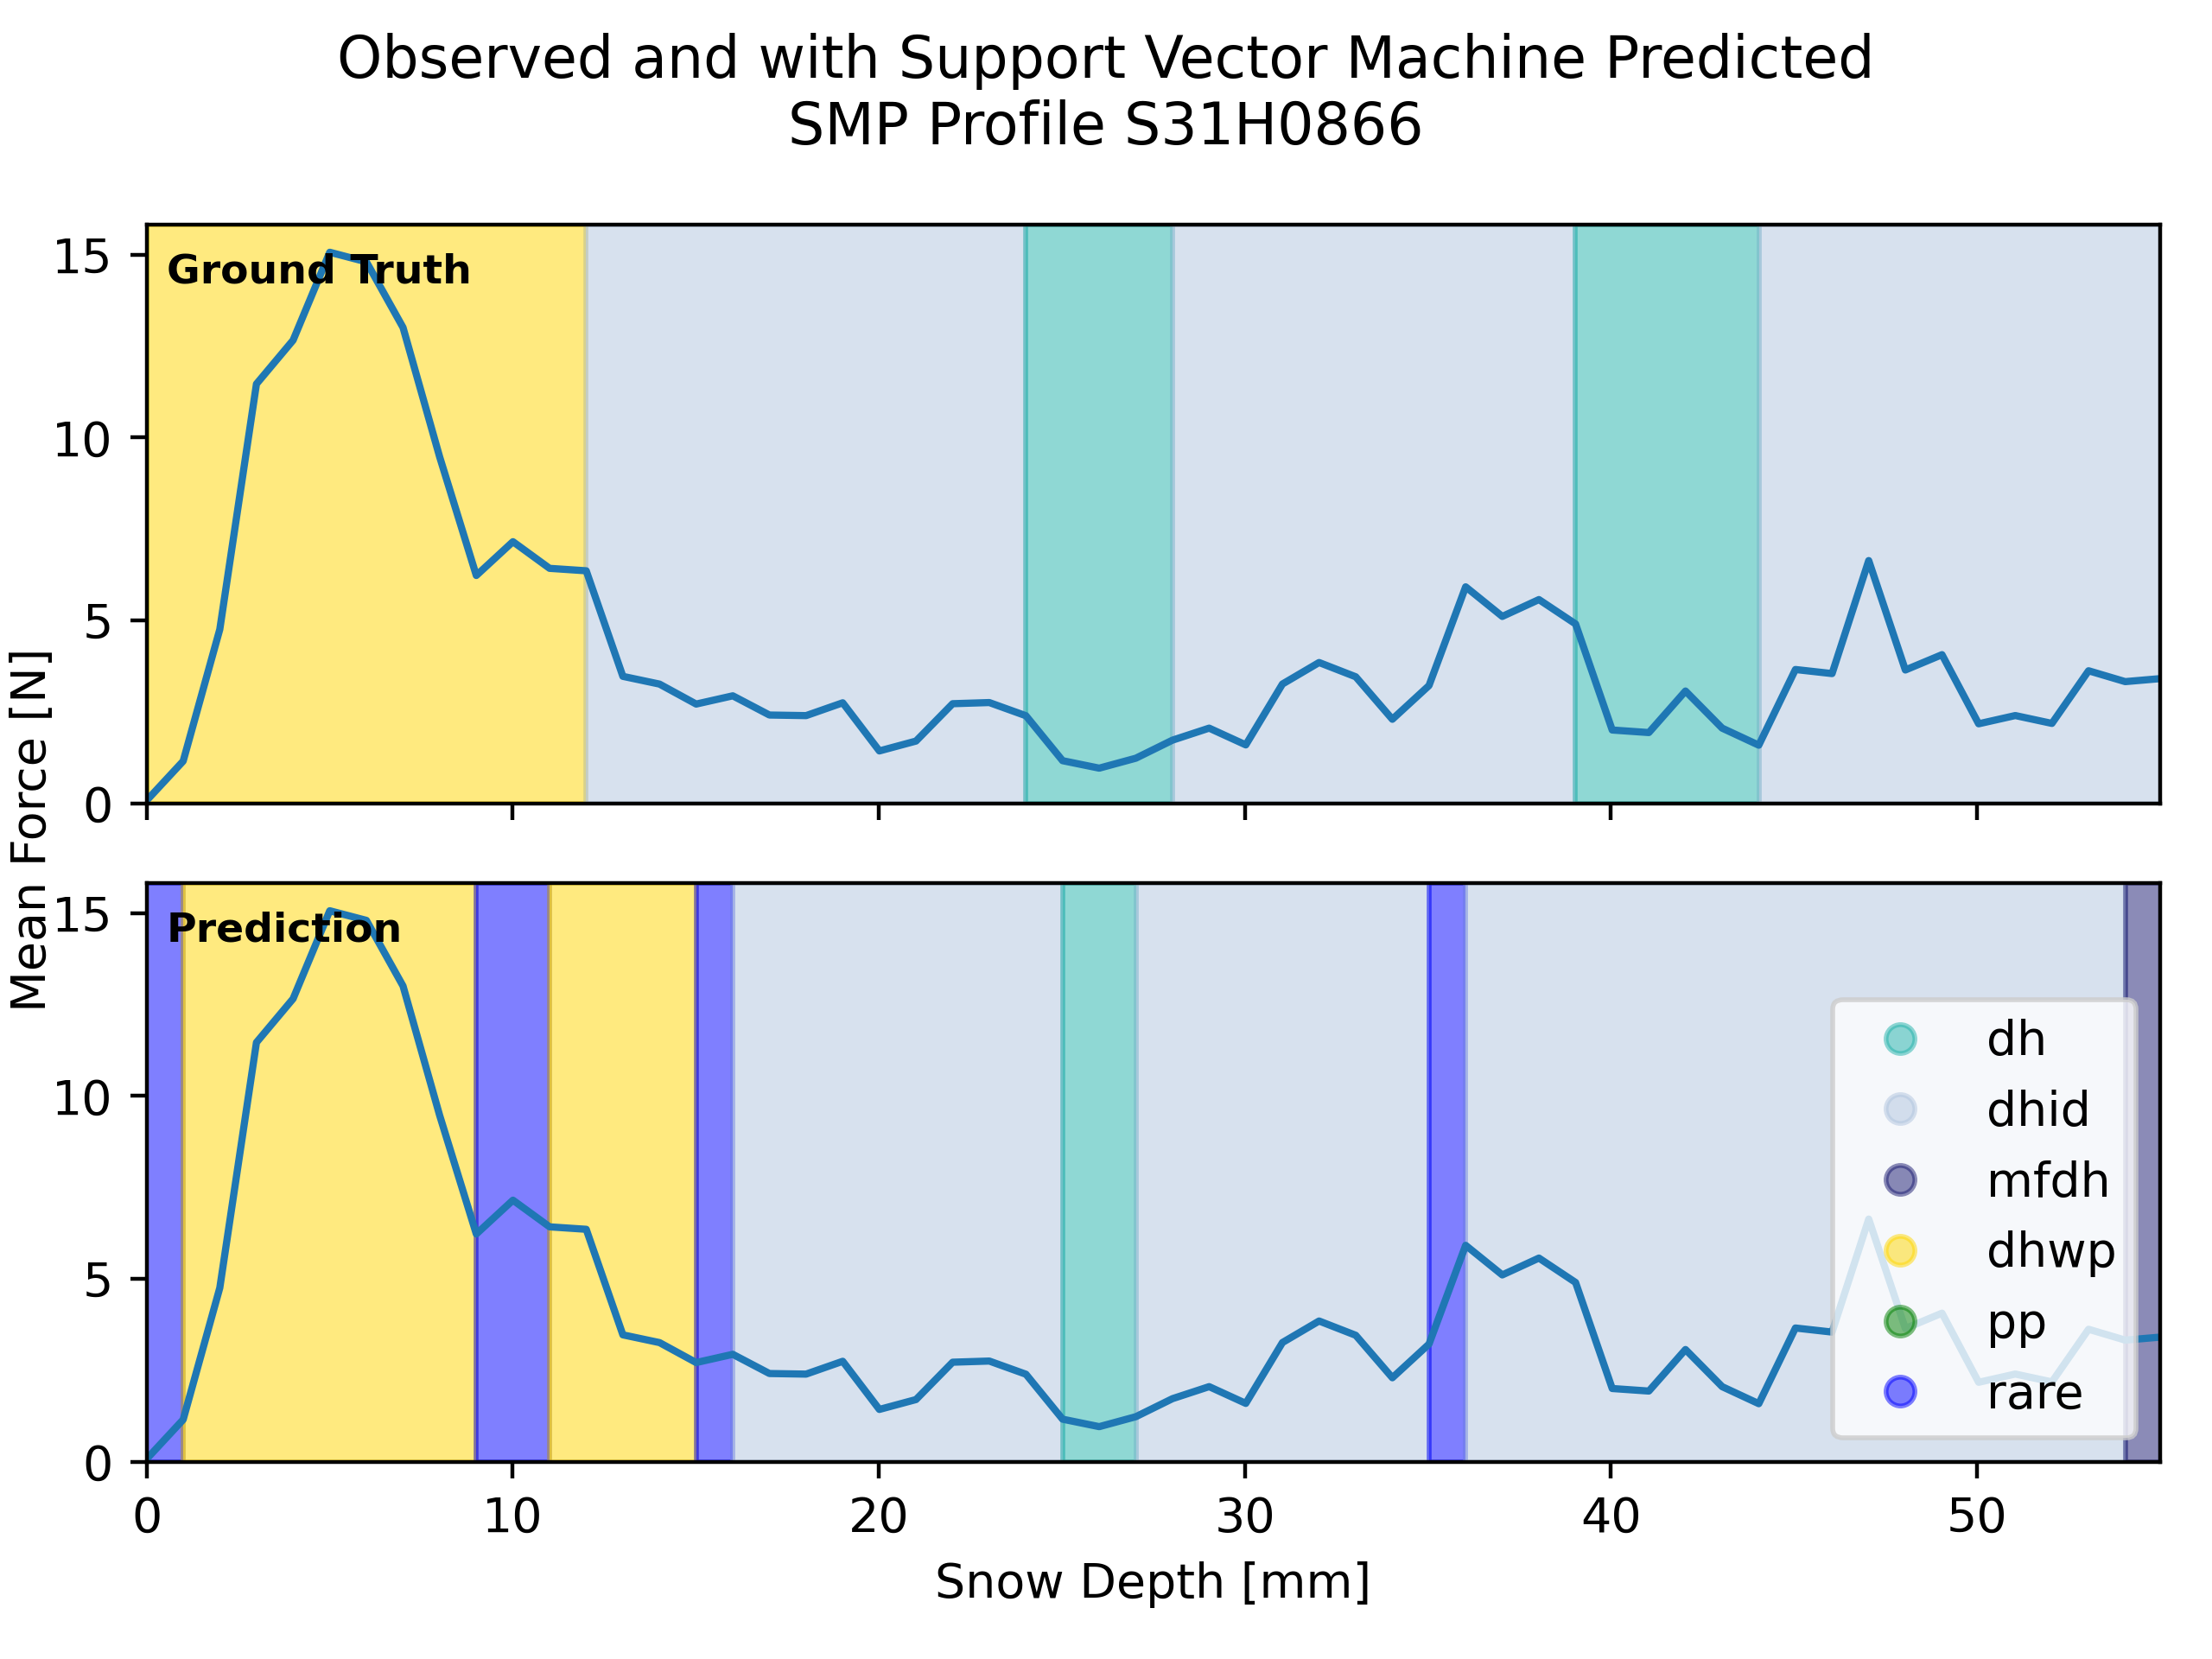 Observed and with Support Vector Machine Predicted
SMP Profile S31H0866
Mean Force [N]
15
10
5
0
Ground Truth
15
10
5
0
Prediction
dh
dhid
mfdh
dhwp
pp
rare
0 10 20 30 40 50
Snow Depth [mm]